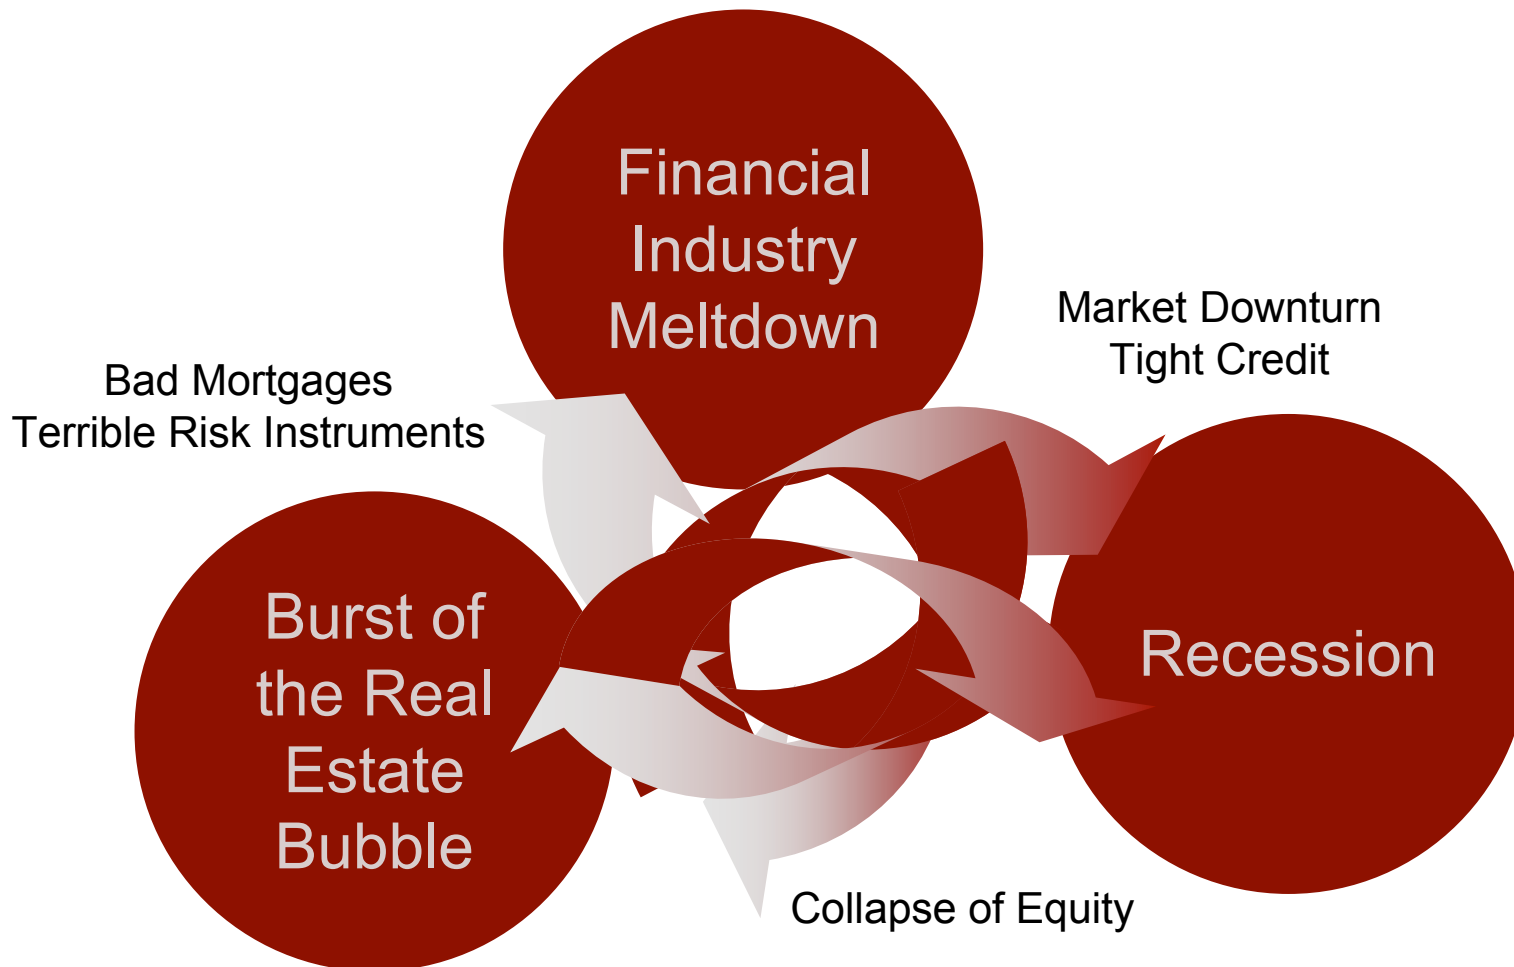 Financial
Industry
Meltdown
Market Downturn
Tight Credit
Bad Mortgages
Terrible Risk Instruments
Burst of
the Real
Estate
Bubble
Recession
Collapse of Equity